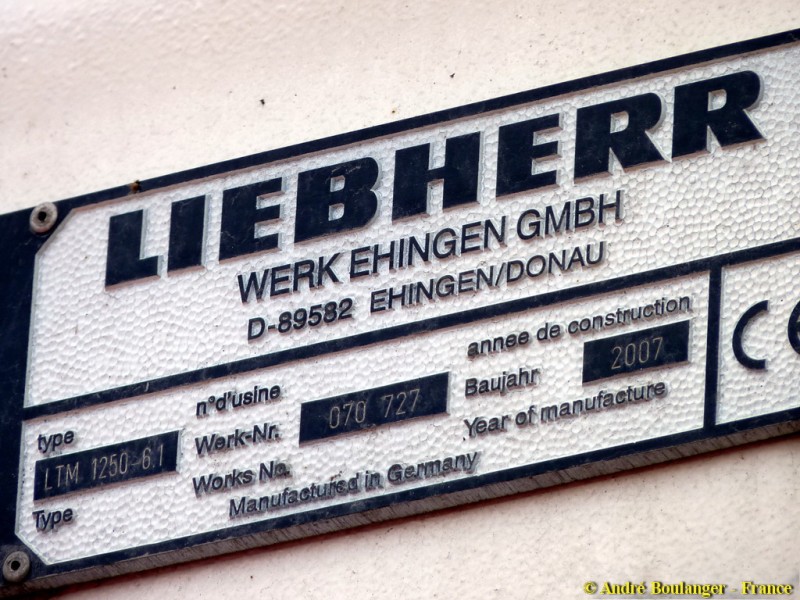 LIEBHERR
WERK EHINGEN GMBH
D-89582 EHINGEN/DONAU
type
LTM 1250-6.1
Type
n°d'usine
Werk-Nr. 070 727
Works No.
annee de construction
Baujahr 2007
Year of manufacture
Manufactured in Germany
CE
© André Boulanger - France